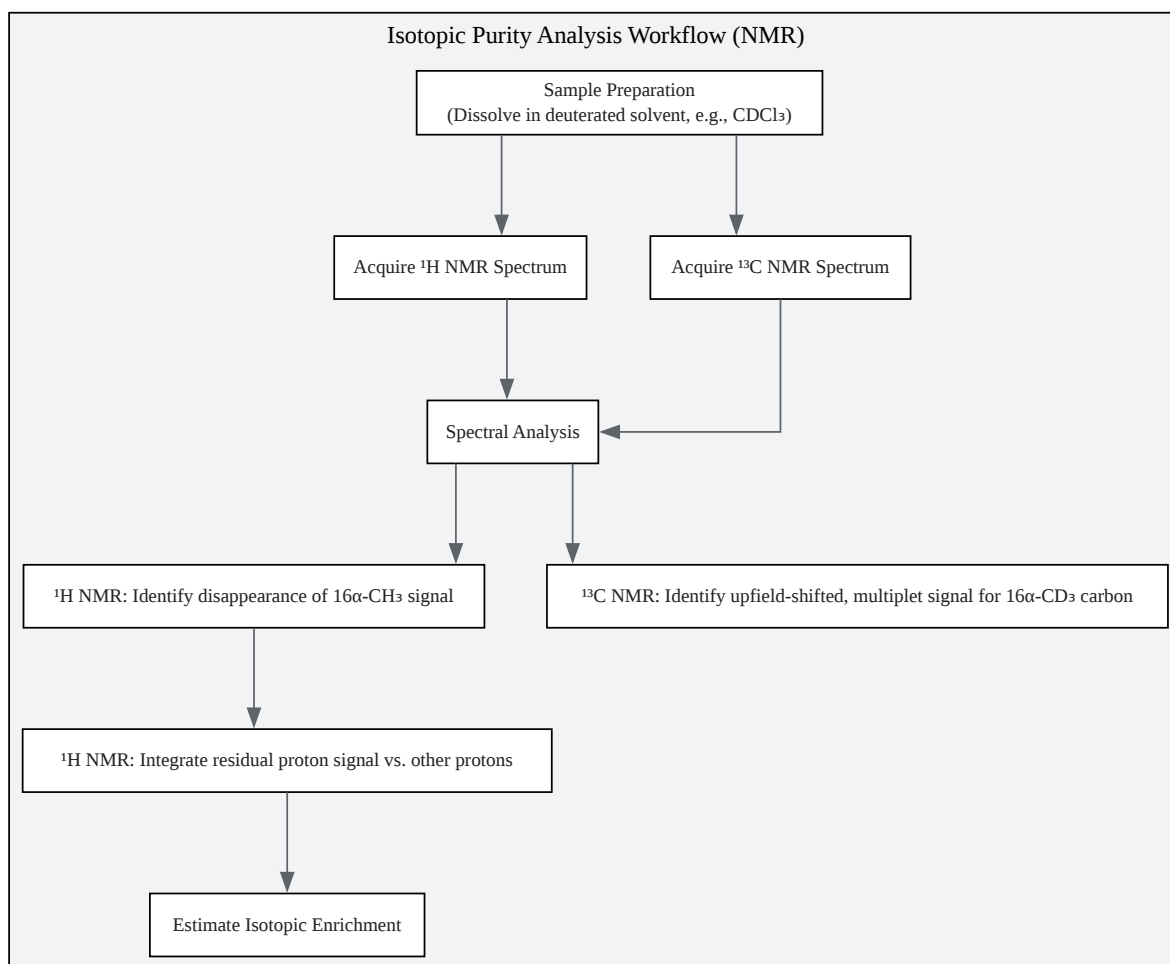 Isotopic Purity Analysis Workflow (NMR)
Sample Preparation
(Dissolve in deuterated solvent, e.g., CDCl₃)
Acquire ¹H NMR Spectrum
Acquire ¹³C NMR Spectrum
Spectral Analysis
¹H NMR: Identify disappearance of 16α-CH₃ signal
¹³C NMR: Identify upfield-shifted, multiplet signal for 16α-CD₃ carbon
¹H NMR: Integrate residual proton signal vs. other protons
Estimate Isotopic Enrichment